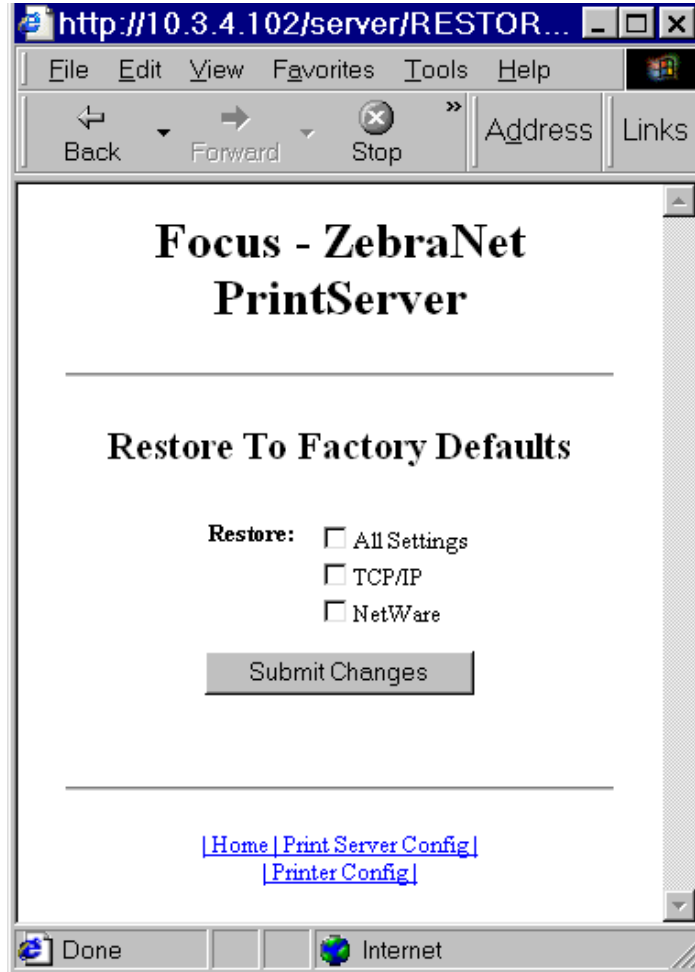 http://10.3.4.102/server/RESTOR...
File Edit View Favorites Tools Help
Back Forward Stop » Address Links
Focus - ZebraNet
PrintServer
Restore To Factory Defaults
Restore: All Settings
TCP/IP
NetWare
Submit Changes
| Home | Print Server Config |
| Printer Config |
Done Internet